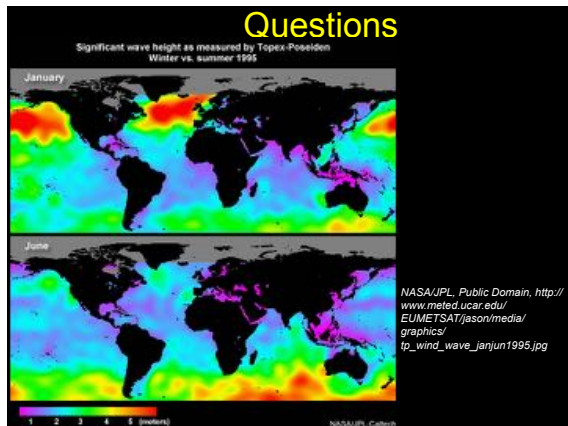 Questions
Significant wave height as measured by Topex-Poseiden
Winter vs. summer 1995
January
June
NASA/JPL, Public Domain, http://
www.meted.ucar.edu/
EUMETSAT/jason/media/
graphics/
tp_wind_wave_janjun1995.jpg
1 2 3 4 5 (meters)
NASA/JPL Caltech